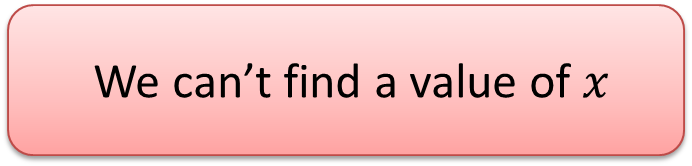 We can’t find a value of 𝑥